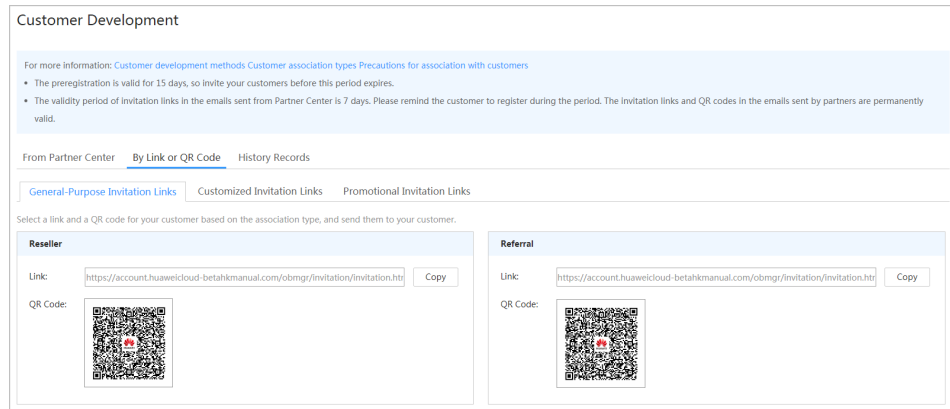 Customer Development
For more information: Customer development methods Customer association types Precautions for association with customers
• The preregistration is valid for 15 days, so invite your customers before this period expires.
• The validity period of invitation links in the emails sent from Partner Center is 7 days. Please remind the customer to register during the period. The invitation links and QR codes in the emails sent by partners are permanently
valid.
From Partner Center By Link or QR Code History Records
General-Purpose Invitation Links Customized Invitation Links Promotional Invitation Links
Select a link and a QR code for your customer based on the association type, and send them to your customer.
Reseller Referral
Link: https://account.huaweicloud-betahkmanual.com/obmgr/invitation/invitation.htr Copy Link: https://account.huaweicloud-betahkmanual.com/obmgr/invitation/invitation.htr Copy
QR Code: QR Code: